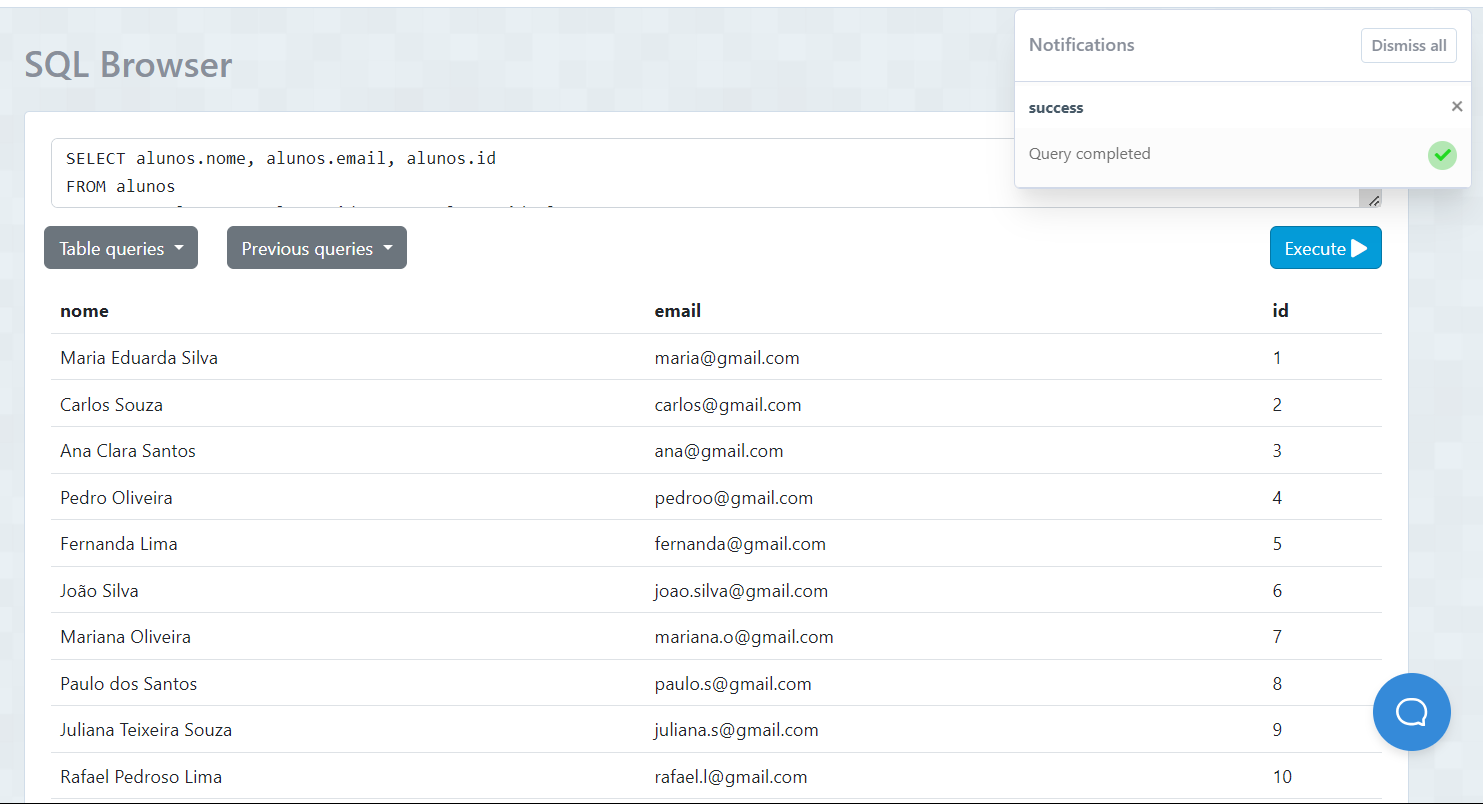 SQL Browser
Notifications
Dismiss all
success
Query completed
SELECT alunos.nome, alunos.email, alunos.id
FROM alunos
Table queries
Previous queries
Execute
nome email id
Maria Eduarda Silva maria@gmail.com 1
Carlos Souza carlos@gmail.com 2
Ana Clara Santos ana@gmail.com 3
Pedro Oliveira pedroo@gmail.com 4
Fernanda Lima fernanda@gmail.com 5
João Silva joao.silva@gmail.com 6
Mariana Oliveira mariana.o@gmail.com 7
Paulo dos Santos paulo.s@gmail.com 8
Juliana Teixeira Souza juliana.s@gmail.com 9
Rafael Pedroso Lima rafael.l@gmail.com 10